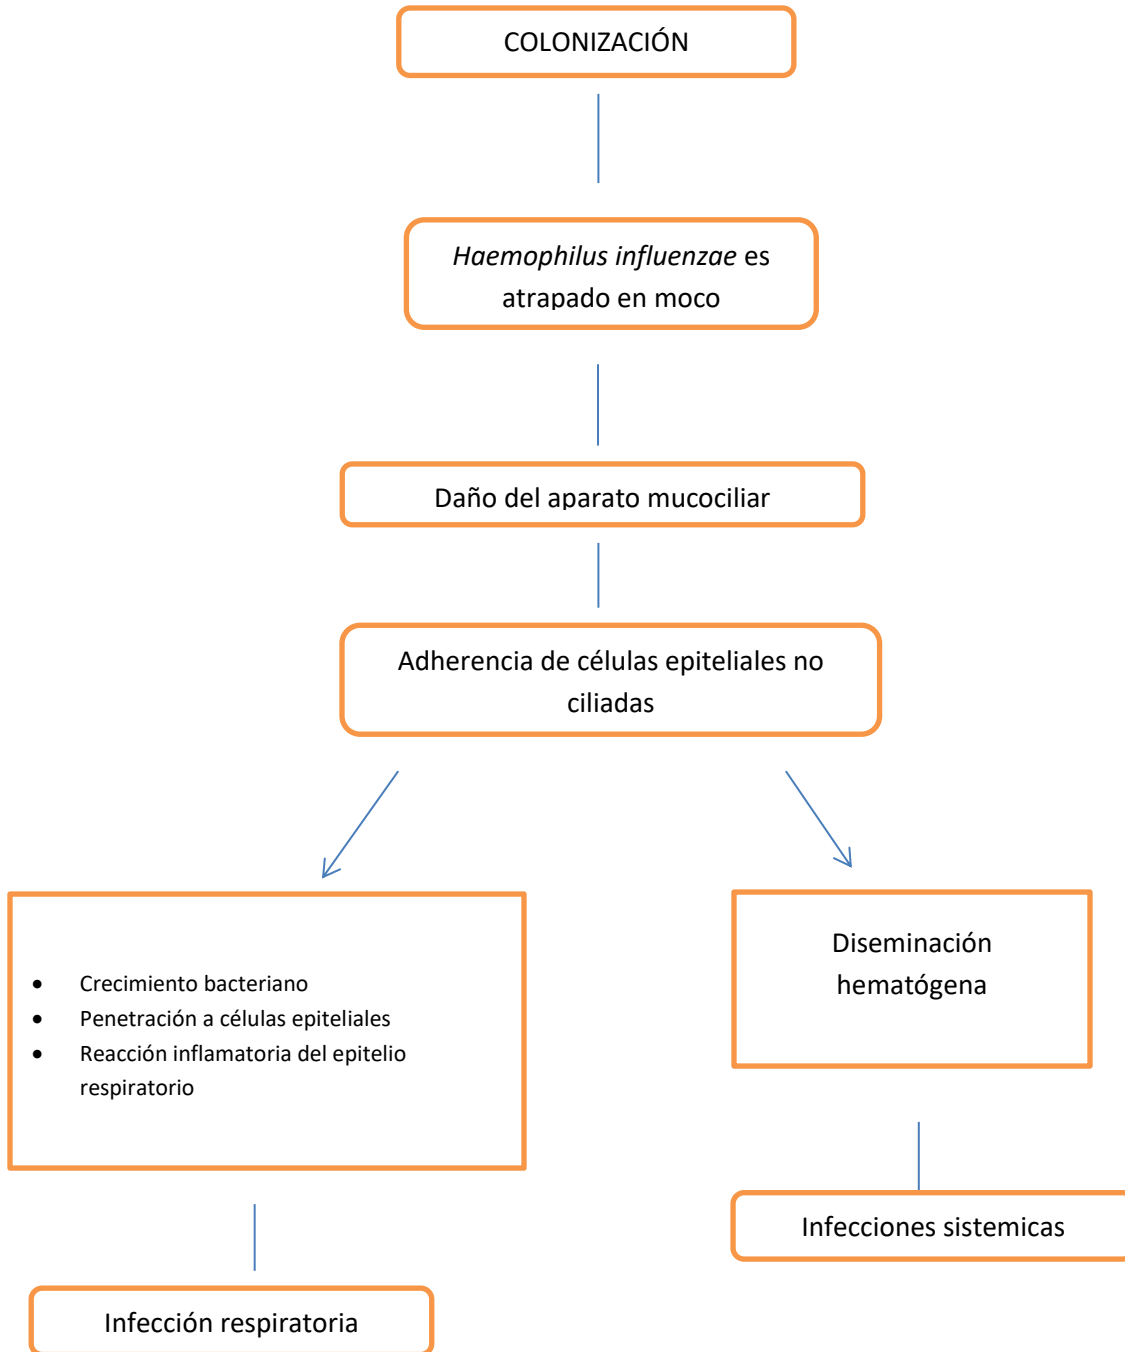 COLONIZACIÓN
Haemophilus influenzae es
atrapado en moco
Daño del aparato mucociliar
Adherencia de células epiteliales no
ciliadas
• Crecimiento bacteriano
• Penetración a células epiteliales
• Reacción inflamatoria del epitelio
respiratorio
Diseminación
hematógena
Infecciones sistemicas
Infección respiratoria